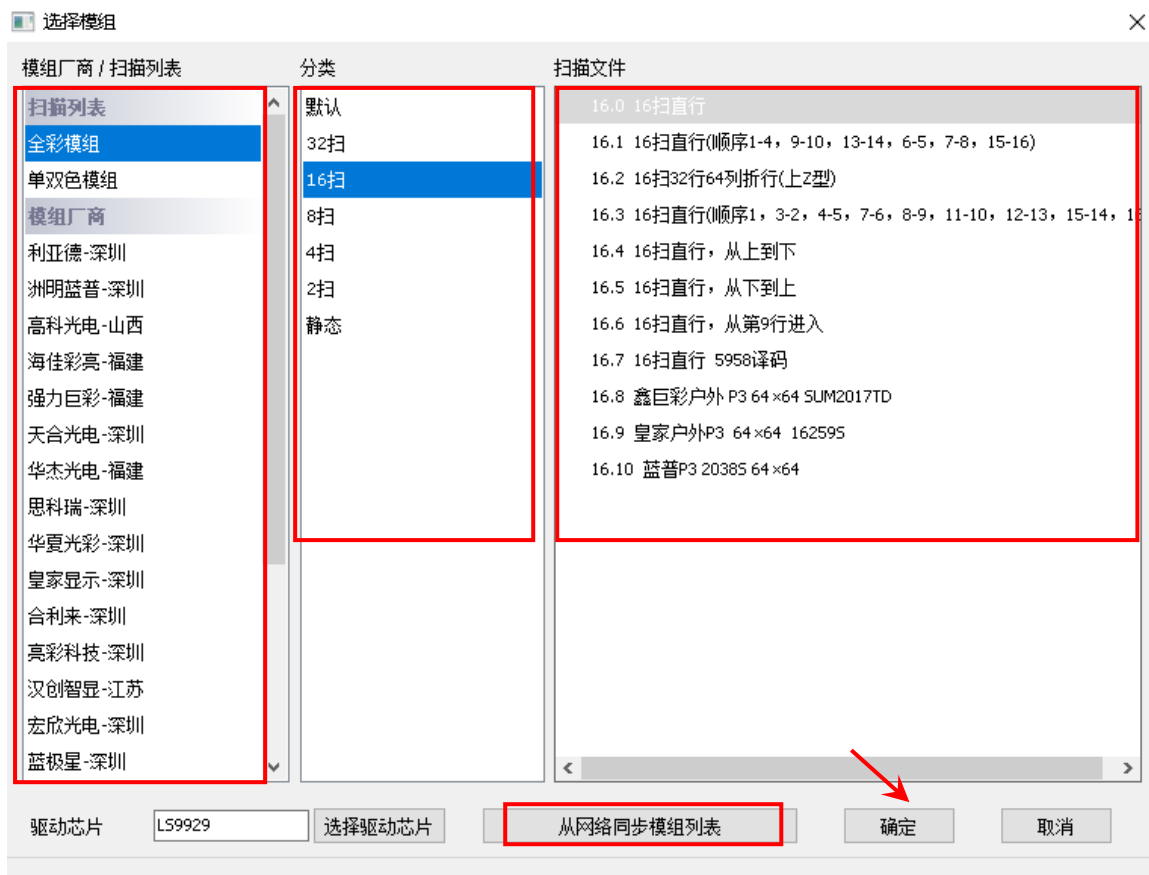 选择模组
模组厂商 / 扫描列表
分类
扫描文件
扫描列表
全彩模组
单双色模组
模组厂商
利亚德-深圳
洲明蓝普-深圳
高科光电-山西
海佳彩亮-福建
强力巨彩-福建
天合光电-深圳
华杰光电-福建
思科瑞-深圳
华夏光彩-深圳
皇家显示-深圳
合利来-深圳
亮彩科技-深圳
汉创智显-江苏
宏欣光电-深圳
蓝极星-深圳
默认
32扫
16扫
8扫
4扫
2扫
静态
16.0 16扫直行
16.1 16扫直行(顺序1-4，9-10，13-14，6-5，7-8，15-16)
16.2 16扫32行64列折行(上Z型)
16.3 16扫直行(顺序1，3-2，4-5，7-6，8-9，11-10，12-13，15-14，1
16.4 16扫直行，从上到下
16.5 16扫直行，从下到上
16.6 16扫直行，从第9行进入
16.7 16扫直行 5958译码
16.8 鑫巨彩户外 P3 64×64 SUM2017TD
16.9 皇家户外P3 64×64 16259S
16.10 蓝普P3 2038S 64×64
驱动芯片
LS9929
选择驱动芯片
从网络同步模组列表
确定
取消